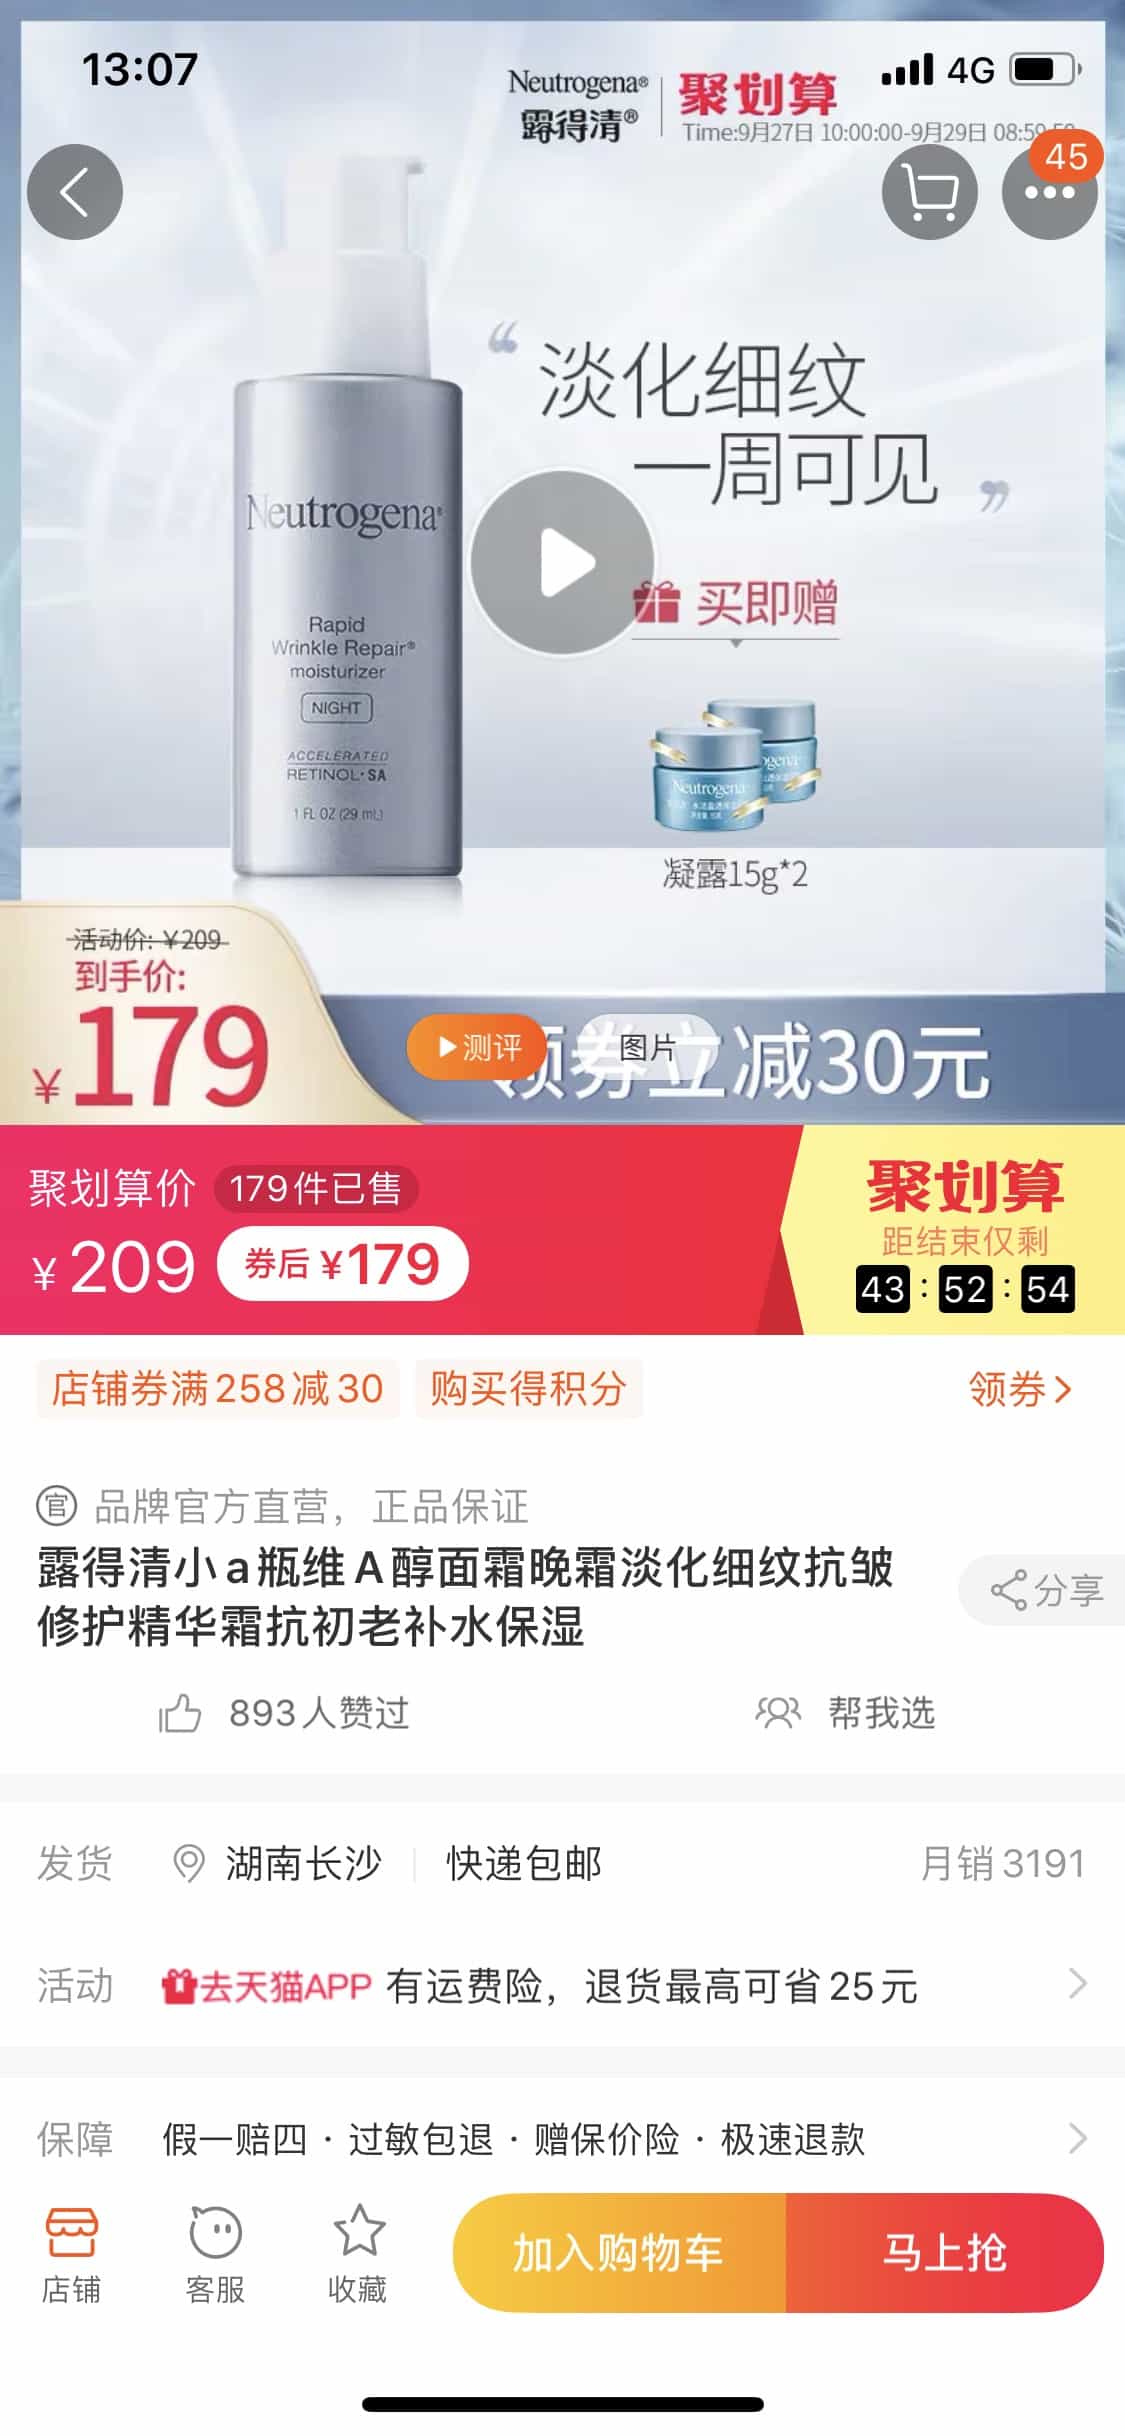 13:07
4G
Neutrogena®
露得清®
聚划算
Time:9月27日 10:00:00-9月29日 08:59:59
45
“淡化细纹
一周可见”
Neutrogena®
Rapid
Wrinkle Repair®
moisturizer
NIGHT
ACCELERATED
RETINOL·SA
1 FL OZ (29 mL)
买即赠
Neutrogena
凝露15g*2
活动价:¥209
到手价:
¥179
测评
图片
领券立减30元
聚划算价
179件已售
¥209
券后 ¥179
聚划算
距结束仅剩
43:52:54
店铺券满258减30
购买得积分
领券
官 品牌官方直营，正品保证
露得清小a瓶维A醇面霜晚霜淡化细纹抗皱
修护精华霜抗初老补水保湿
分享
893人赞过
帮我选
发货
湖南长沙
快递包邮
月销3191
活动
去天猫APP 有运费险，退货最高可省25元
保障
假一赔四 · 过敏包退 · 赠保价险 · 极速退款
店铺
客服
收藏
加入购物车
马上抢